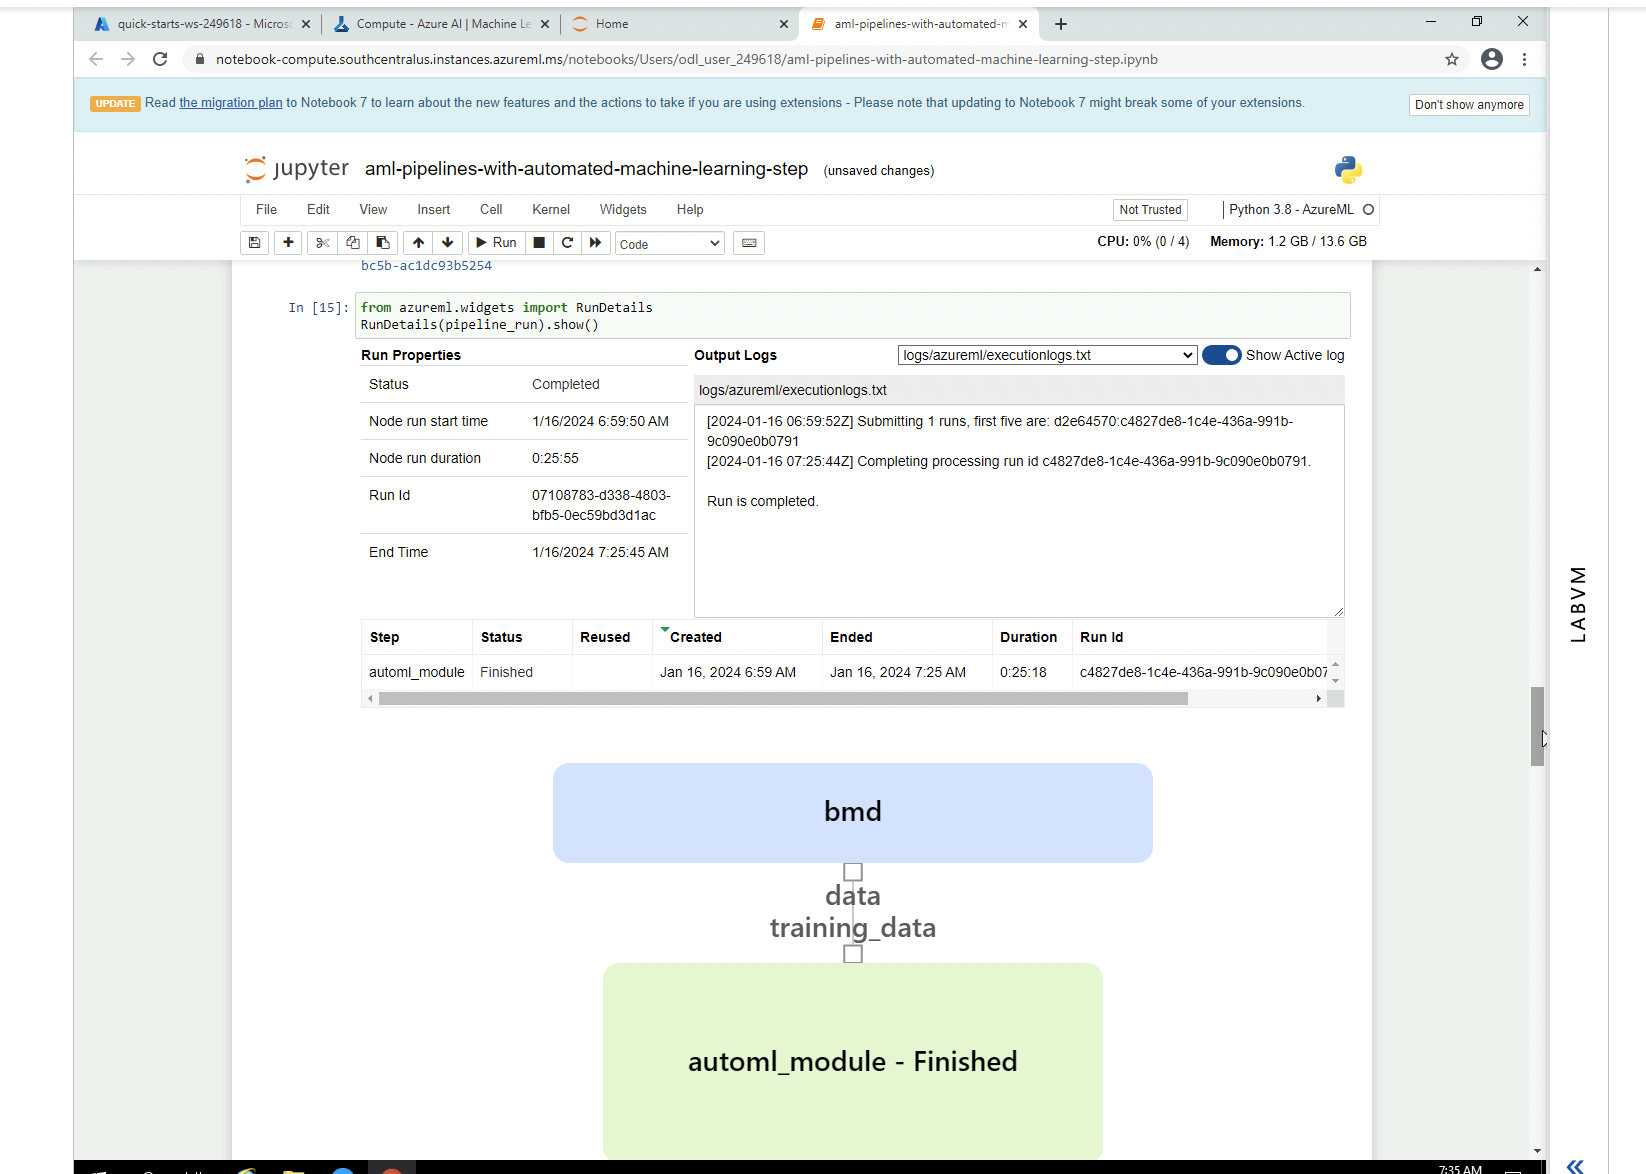 quick-starts-ws-249618 - Micros
Compute - Azure AI | Machine Le
Home
aml-pipelines-with-automated-m
notebook-compute.southcentralus.instances.azureml.ms/notebooks/Users/odl_user_249618/aml-pipelines-with-automated-machine-learning-step.ipynb
UPDATE Read the migration plan to Notebook 7 to learn about the new features and the actions to take if you are using extensions - Please note that updating to Notebook 7 might break some of your extensions.
Don't show anymore
jupyter aml-pipelines-with-automated-machine-learning-step (unsaved changes)
File Edit View Insert Cell Kernel Widgets Help
Not Trusted
Python 3.8 - AzureML
Run
Code
CPU: 0% (0 / 4) Memory: 1.2 GB / 13.6 GB
bc5b-ac1dc93b5254
In [15]: from azureml.widgets import RunDetails
RunDetails(pipeline_run).show()
Run Properties
Status Completed
Node run start time 1/16/2024 6:59:50 AM
Node run duration 0:25:55
Run Id 07108783-d338-4803-
bfb5-0ec59bd3d1ac
End Time 1/16/2024 7:25:45 AM
Output Logs
logs/azureml/executionlogs.txt
Show Active log
logs/azureml/executionlogs.txt
[2024-01-16 06:59:52Z] Submitting 1 runs, first five are: d2e64570:c4827de8-1c4e-436a-991b-
9c090e0b0791
[2024-01-16 07:25:44Z] Completing processing run id c4827de8-1c4e-436a-991b-9c090e0b0791.
Run is completed.
Step Status Reused Created Ended Duration Run Id
automl_module Finished Jan 16, 2024 6:59 AM Jan 16, 2024 7:25 AM 0:25:18 c4827de8-1c4e-436a-991b-9c090e0b07
bmd
data
training_data
automl_module - Finished
LABVM
7:35 AM